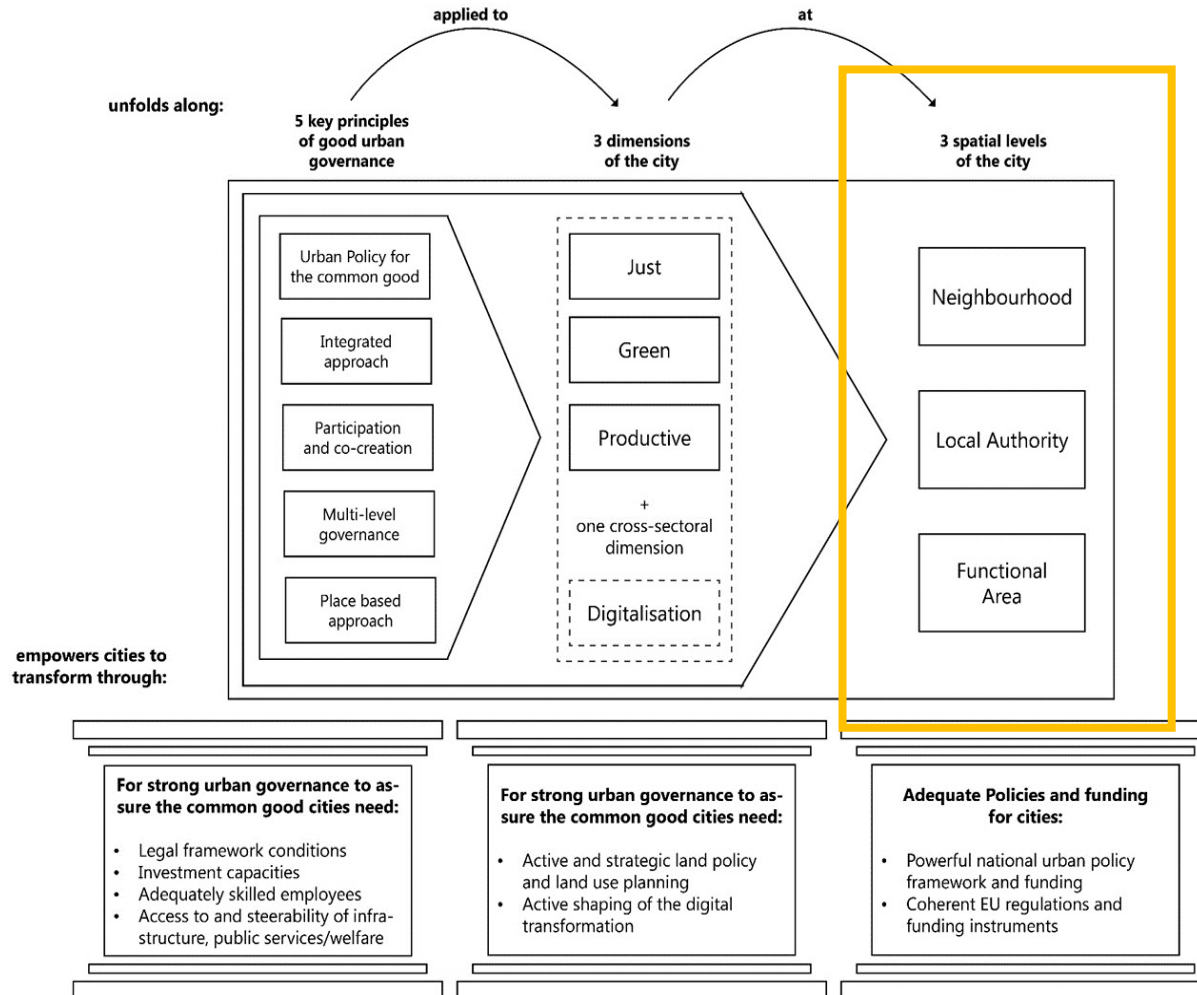 applied to
at
unfolds along:
5 key principles
of good urban
governance
3 dimensions
of the city
3 spatial levels
of the city
Urban Policy for
the common good
Integrated
approach
Participation
and co-creation
Multi-level
governance
Place based
approach
Just
Green
Productive
+
one cross-sectoral
dimension
Digitalisation
Neighbourhood
Local Authority
Functional
Area
empowers cities to
transform through:
For strong urban governance to as-
sure the common good cities need:
• Legal framework conditions
• Investment capacities
• Adequately skilled employees
• Access to and steerability of infra-
structure, public services/welfare
For strong urban governance to as-
sure the common good cities need:
• Active and strategic land policy
and land use planning
• Active shaping of the digital
transformation
Adequate Policies and funding
for cities:
• Powerful national urban policy
framework and funding
• Coherent EU regulations and
funding instruments